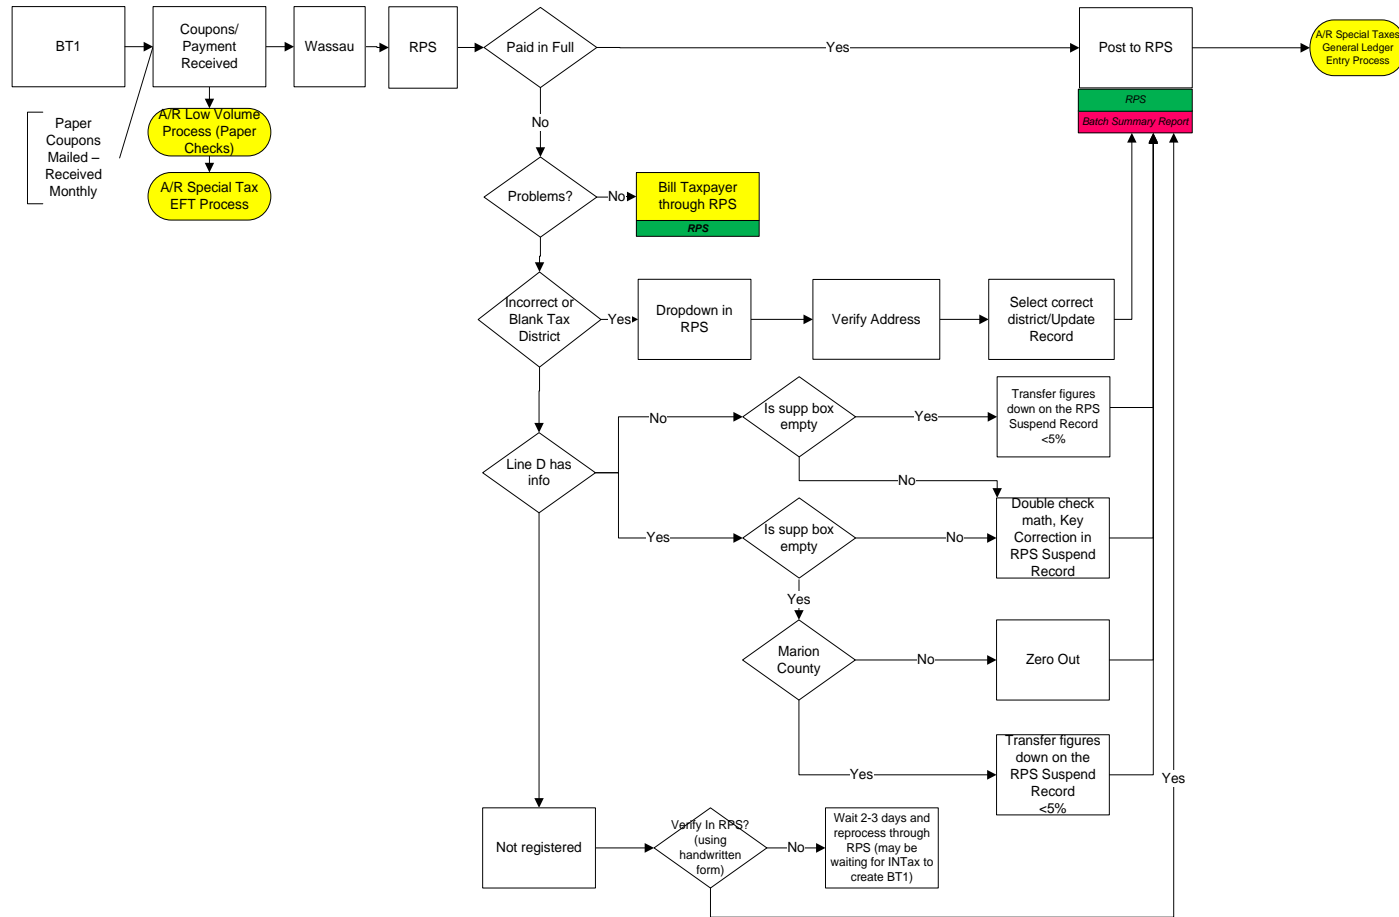 BT1
Coupons/
Payment
Received
Wassau
RPS
Paid in Full
Yes
Post to RPS
RPS
Batch Summary Report
A/R Special Taxes
General Ledger
Entry Process
Paper
Coupons
Mailed –
Received
Monthly
A/R Low Volume
Process (Paper
Checks)
A/R Special Tax
EFT Process
No
Problems?
No
Bill Taxpayer
through RPS
RPS
Incorrect or
Blank Tax
District
Yes
Dropdown in
RPS
Verify Address
Select correct
district/Update
Record
Line D has
info
No
Is supp box
empty
Yes
Transfer figures
down on the RPS
Suspend Record
<5%
No
Yes
Is supp box
empty
No
Double check
math, Key
Correction in
RPS Suspend
Record
Yes
Marion
County
No
Zero Out
Yes
Transfer figures
down on the
RPS Suspend
Record
<5%
Yes
Not registered
Verify In RPS?
(using
handwritten
form)
No
Wait 2-3 days and
reprocess through
RPS (may be
waiting for INTax to
create BT1)